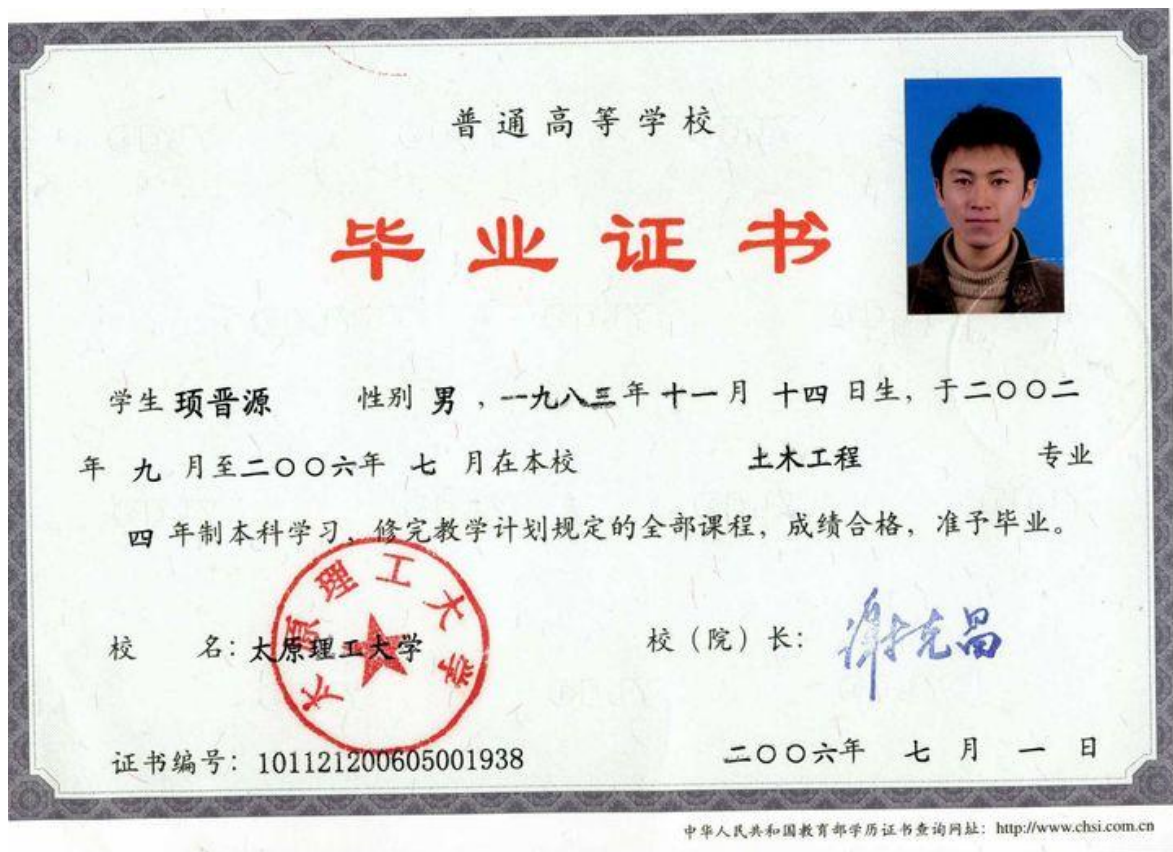 普通高等学校
毕业证书
学生 项晋源 性别 男 ，一九八三年 十一月 十四 日生，于二〇〇二
年 九 月至二〇〇六年 七 月在本校 土木工程 专业
四 年制本科学习、修完教学计划规定的全部课程，成绩合格，准予毕业。
太原理工大学
校 名：太原理工大学 校（院）长：谢克昌
证书编号：101121200605001938 二〇〇六年 七 月 一 日
中华人民共和国教育部学历证书查询网址：http://www.chsi.com.cn